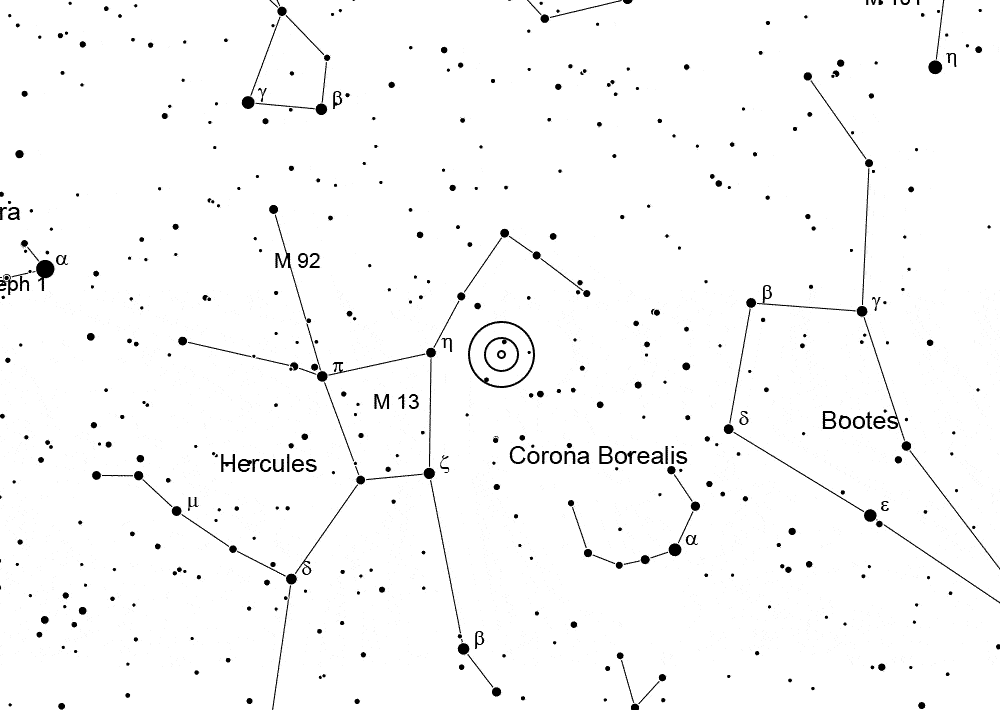 M 101
η
γ
β
ra
α
eph 1
M 92
β
γ
η
π
M 13
δ
Bootes
Corona Borealis
Hercules
ζ
μ
ε
α
δ
β